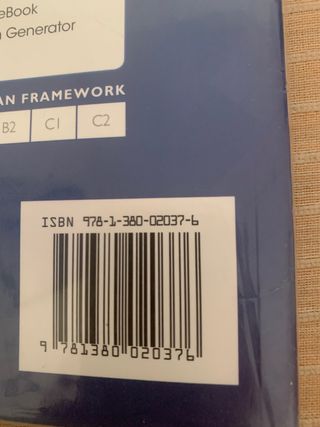 eBook
Generator
AN FRAMEWORK
B2 C1 C2
ISBN 978-1-380-02037-6
9 781380 020376